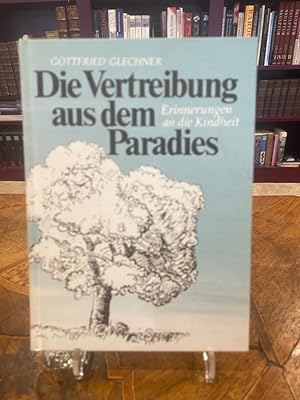 GOTTFRIED GLECHNER
Die Vertreibung
aus dem Erinnerungen
an die Kindheit
Paradies